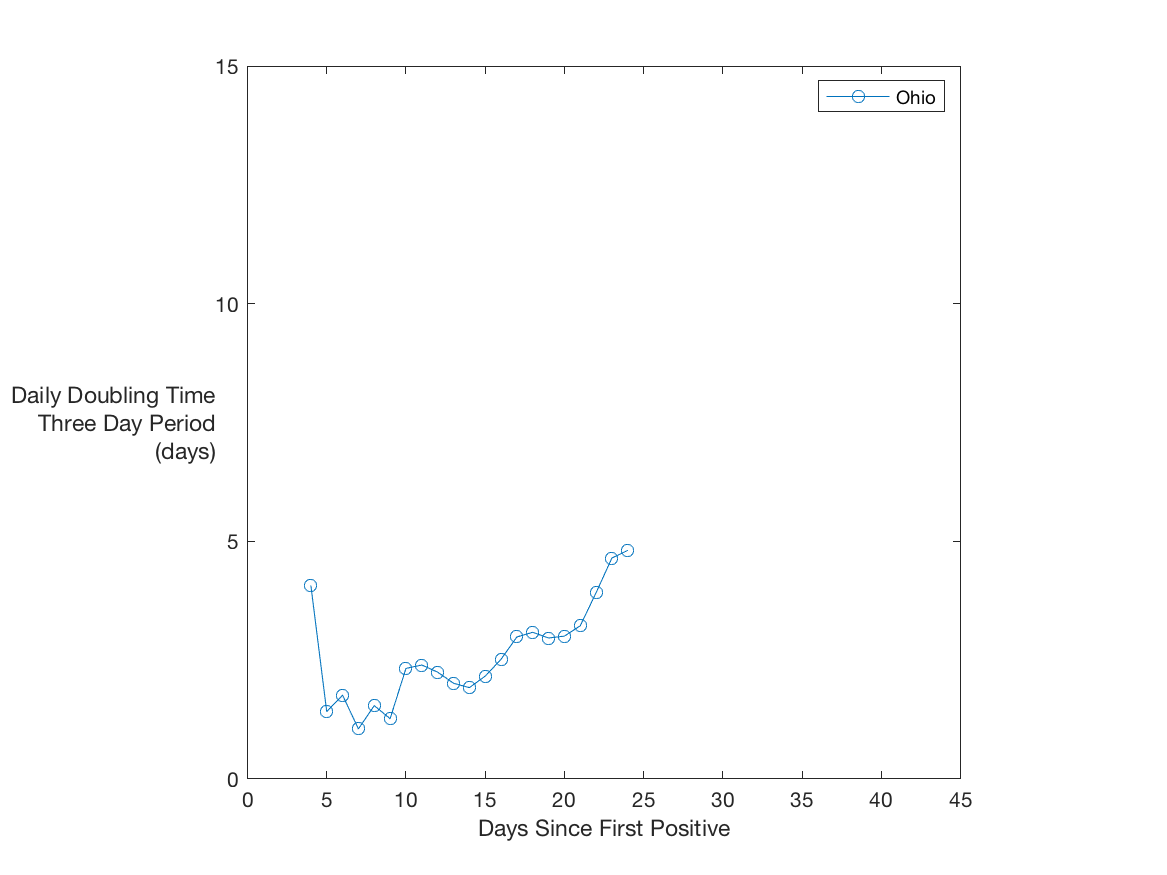 15
Ohio
10
Daily Doubling Time
Three Day Period
(days)
5
0
0 5 10 15 20 25 30 35 40 45
Days Since First Positive